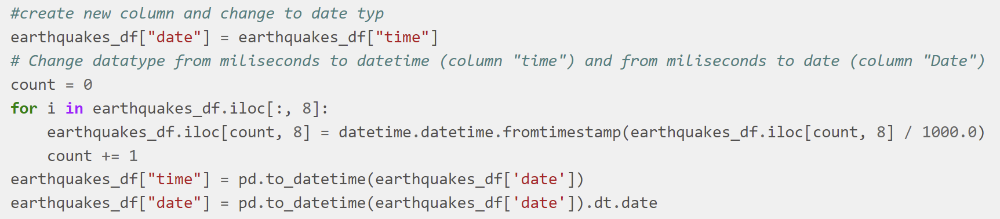 #create new column and change to date typ
earthquakes_df["date"] = earthquakes_df["time"]
# Change datatype from miliseconds to datetime (column "time") and from miliseconds to date (column "Date")
count = 0
for i in earthquakes_df.iloc[:, 8]:
    earthquakes_df.iloc[count, 8] = datetime.datetime.fromtimestamp(earthquakes_df.iloc[count, 8] / 1000.0)
    count += 1
earthquakes_df["time"] = pd.to_datetime(earthquakes_df['date'])
earthquakes_df["date"] = pd.to_datetime(earthquakes_df['date']).dt.date